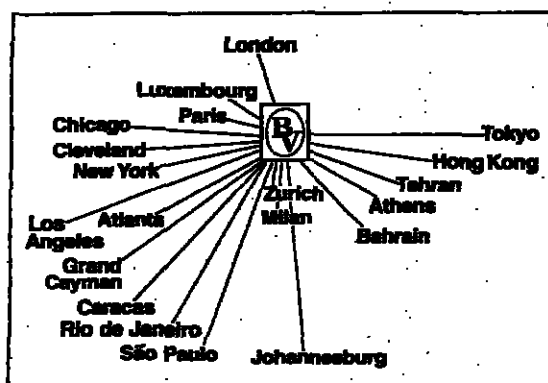 London
Luxembourg
Paris
BV
Chicago
Tokyo
Cleveland
Hong Kong
New York
Tehran
Zurich
Athens
Milan
Los
Angeles
Atlanta
Bahrain
Grand
Cayman
Caracas
Rio de Janeiro
São Paulo
Johannesburg